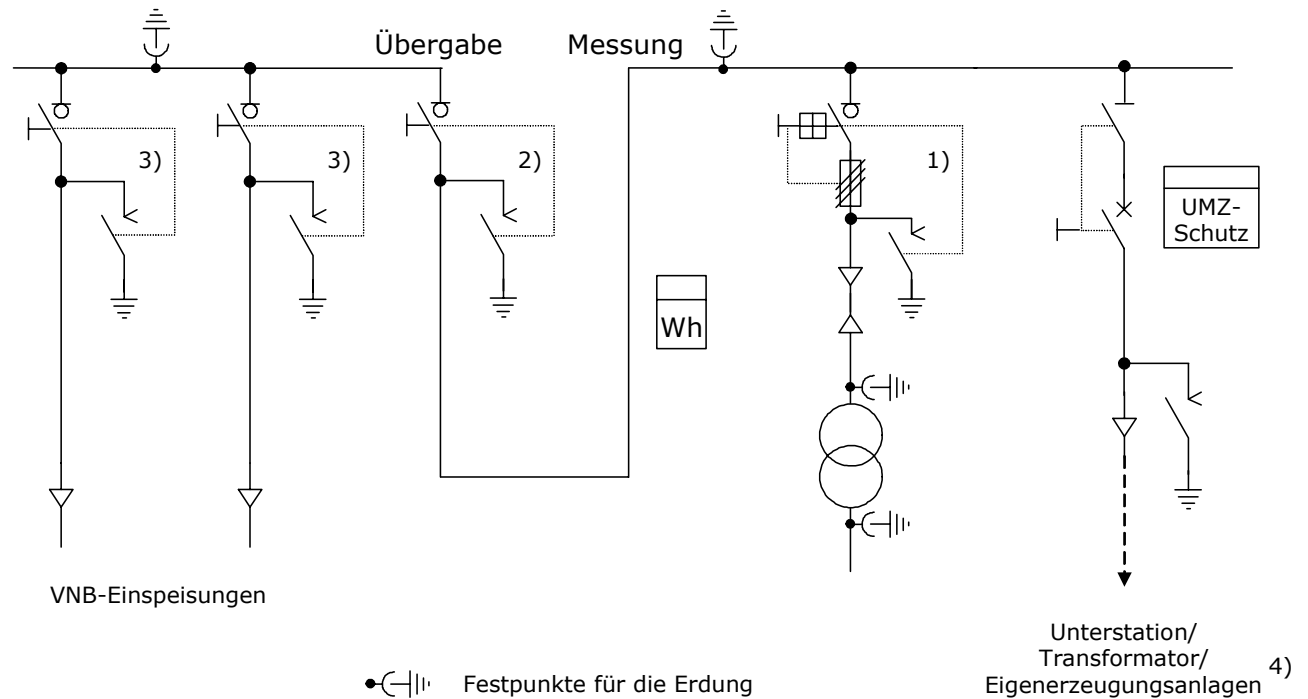 Übergabe
Messung
3)
3)
2)
1)
UMZ-
Schutz
Wh
VNB-Einspeisungen
Unterstation/
Transformator/
Eigenerzeugungsanlagen 4)
Festpunkte für die Erdung